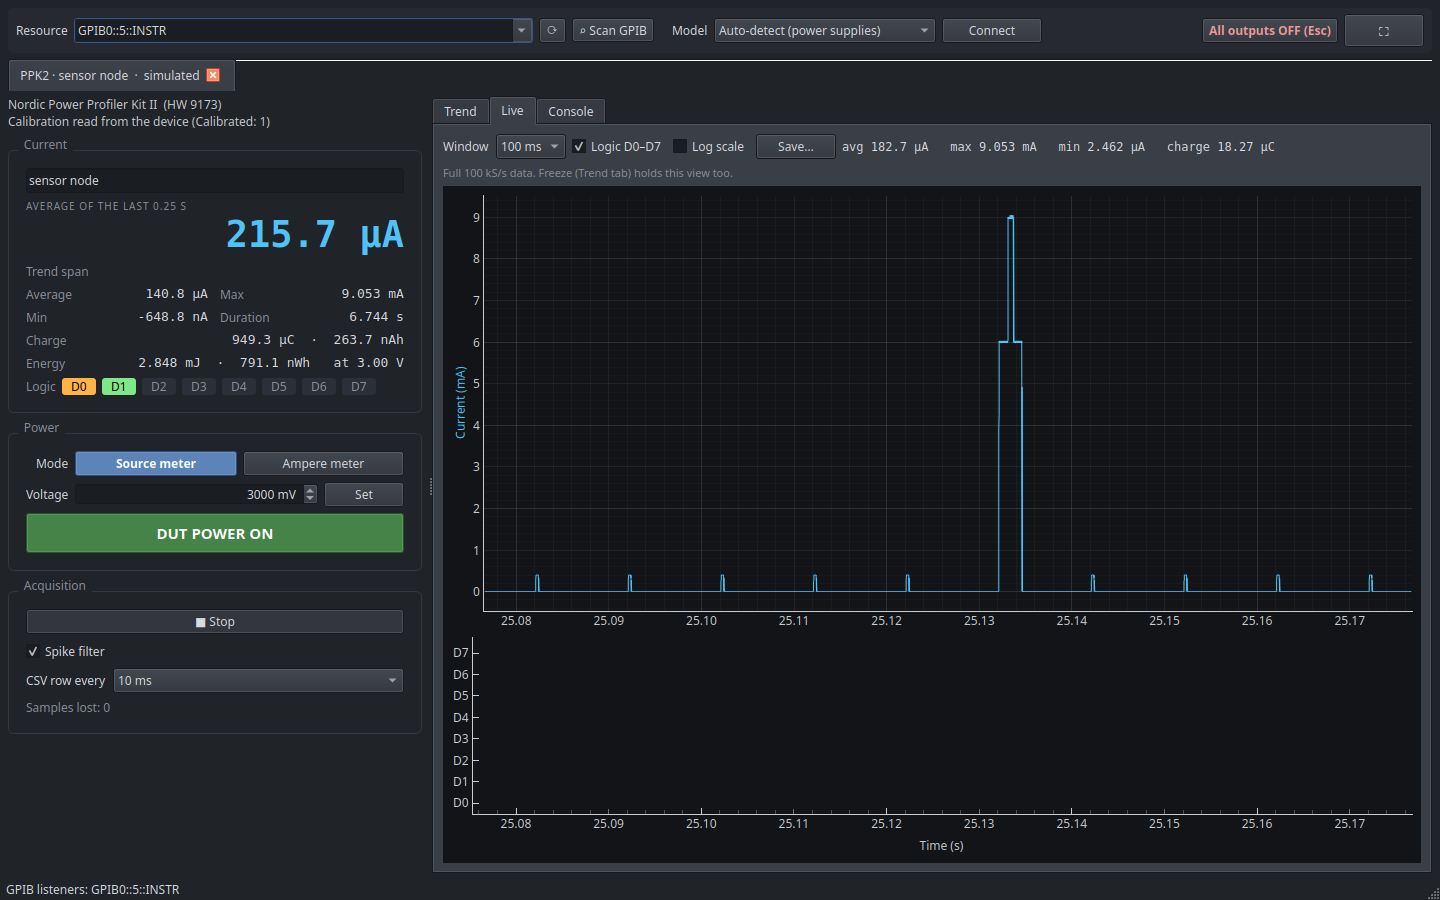 Resource GPIB0::5::INSTR Scan GPIB Model Auto-detect (power supplies) Connect All outputs OFF (Esc)
PPK2 · sensor node · simulated
Nordic Power Profiler Kit II (HW 9173)
Calibration read from the device (Calibrated: 1)
Current
sensor node
AVERAGE OF THE LAST 0.25 S
215.7 µA
Trend span
Average 140.8 µA Max 9.053 mA
Min -648.8 nA Duration 6.744 s
Charge 949.3 µC · 263.7 nAh
Energy 2.848 mJ · 791.1 nWh at 3.00 V
Logic D0 D1 D2 D3 D4 D5 D6 D7
Power
Mode Source meter Ampere meter
Voltage 3000 mV Set
DUT POWER ON
Acquisition
Stop
Spike filter
CSV row every 10 ms
Samples lost: 0
Trend Live Console
Window 100 ms Logic D0–D7 Log scale Save... avg 182.7 µA max 9.053 mA min 2.462 µA charge 18.27 µC
Full 100 kS/s data. Freeze (Trend tab) holds this view too.
Current (mA)
9
8
7
6
5
4
3
2
1
0
25.08 25.09 25.10 25.11 25.12 25.13 25.14 25.15 25.16 25.17
D7
D6
D5
D4
D3
D2
D1
D0
25.08 25.09 25.10 25.11 25.12 25.13 25.14 25.15 25.16 25.17
Time (s)
GPIB listeners: GPIB0::5::INSTR